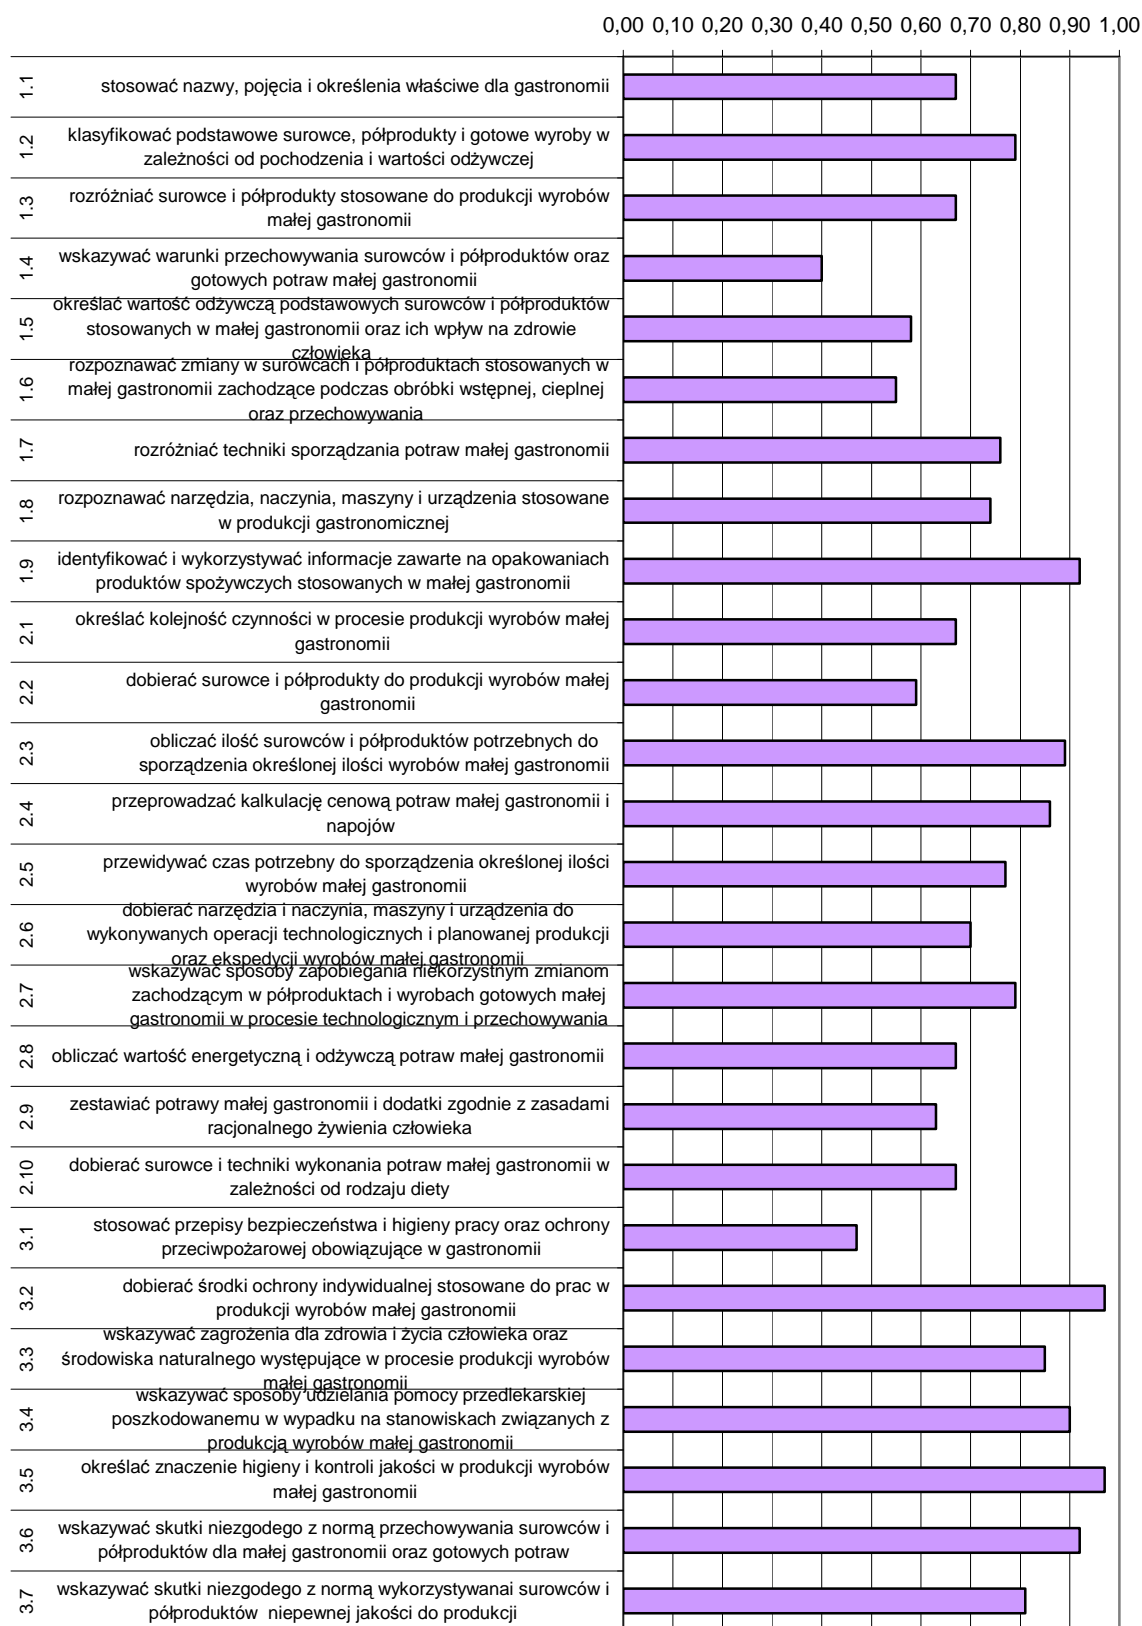 0,00 0,10 0,20 0,30 0,40 0,50 0,60 0,70 0,80 0,90 1,00
1.1
stosować nazwy, pojęcia i określenia właściwe dla gastronomii
1.2
klasyfikować podstawowe surowce, półprodukty i gotowe wyroby w
zależności od pochodzenia i wartości odżywczej
1.3
rozróżniać surowce i półprodukty stosowane do produkcji wyrobów
małej gastronomii
1.4
wskazywać warunki przechowywania surowców i półproduktów oraz
gotowych potraw małej gastronomii
1.5
określać wartość odżywczą podstawowych surowców i półproduktów
stosowanych w małej gastronomii oraz ich wpływ na zdrowie
człowieka
1.6
rozpoznawać zmiany w surowcach i półproduktach stosowanych w
małej gastronomii zachodzące podczas obróbki wstępnej, cieplnej
oraz przechowywania
1.7
rozróżniać techniki sporządzania potraw małej gastronomii
1.8
rozpoznawać narzędzia, naczynia, maszyny i urządzenia stosowane
w produkcji gastronomicznej
1.9
identyfikować i wykorzystywać informacje zawarte na opakowaniach
produktów spożywczych stosowanych w małej gastronomii
2.1
określać kolejność czynności w procesie produkcji wyrobów małej
gastronomii
2.2
dobierać surowce i półprodukty do produkcji wyrobów małej
gastronomii
2.3
obliczać ilość surowców i półproduktów potrzebnych do
sporządzenia określonej ilości wyrobów małej gastronomii
2.4
przeprowadzać kalkulację cenową potraw małej gastronomii i
napojów
2.5
przewidywać czas potrzebny do sporządzenia określonej ilości
wyrobów małej gastronomii
2.6
dobierać narzędzia i naczynia, maszyny i urządzenia do
wykonywanych operacji technologicznych i planowanej produkcji
oraz ekspedycji wyrobów małej gastronomii
2.7
wskazywać sposoby zapobiegania niekorzystnym zmianom
zachodzącym w półproduktach i wyrobach gotowych małej
gastronomii w procesie technologicznym i przechowywania
2.8
obliczać wartość energetyczną i odżywczą potraw małej gastronomii
2.9
zestawiać potrawy małej gastronomii i dodatki zgodnie z zasadami
racjonalnego żywienia człowieka
2.10
dobierać surowce i techniki wykonania potraw małej gastronomii w
zależności od rodzaju diety
3.1
stosować przepisy bezpieczeństwa i higieny pracy oraz ochrony
przeciwpożarowej obowiązujące w gastronomii
3.2
dobierać środki ochrony indywidualnej stosowane do prac w
produkcji wyrobów małej gastronomii
3.3
wskazywać zagrożenia dla zdrowia i życia człowieka oraz
środowiska naturalnego występujące w procesie produkcji wyrobów
małej gastronomii
3.4
wskazywać sposoby udzielania pomocy przedlekarskiej
poszkodowanemu w wypadku na stanowiskach związanych z
produkcją wyrobów małej gastronomii
3.5
określać znaczenie higieny i kontroli jakości w produkcji wyrobów
małej gastronomii
3.6
wskazywać skutki niezgodego z normą przechowywania surowców i
półproduktów dla małej gastronomii oraz gotowych potraw
3.7
wskazywać skutki niezgodego z normą wykorzystywanai surowców i
półproduktów niepewnej jakości do produkcji